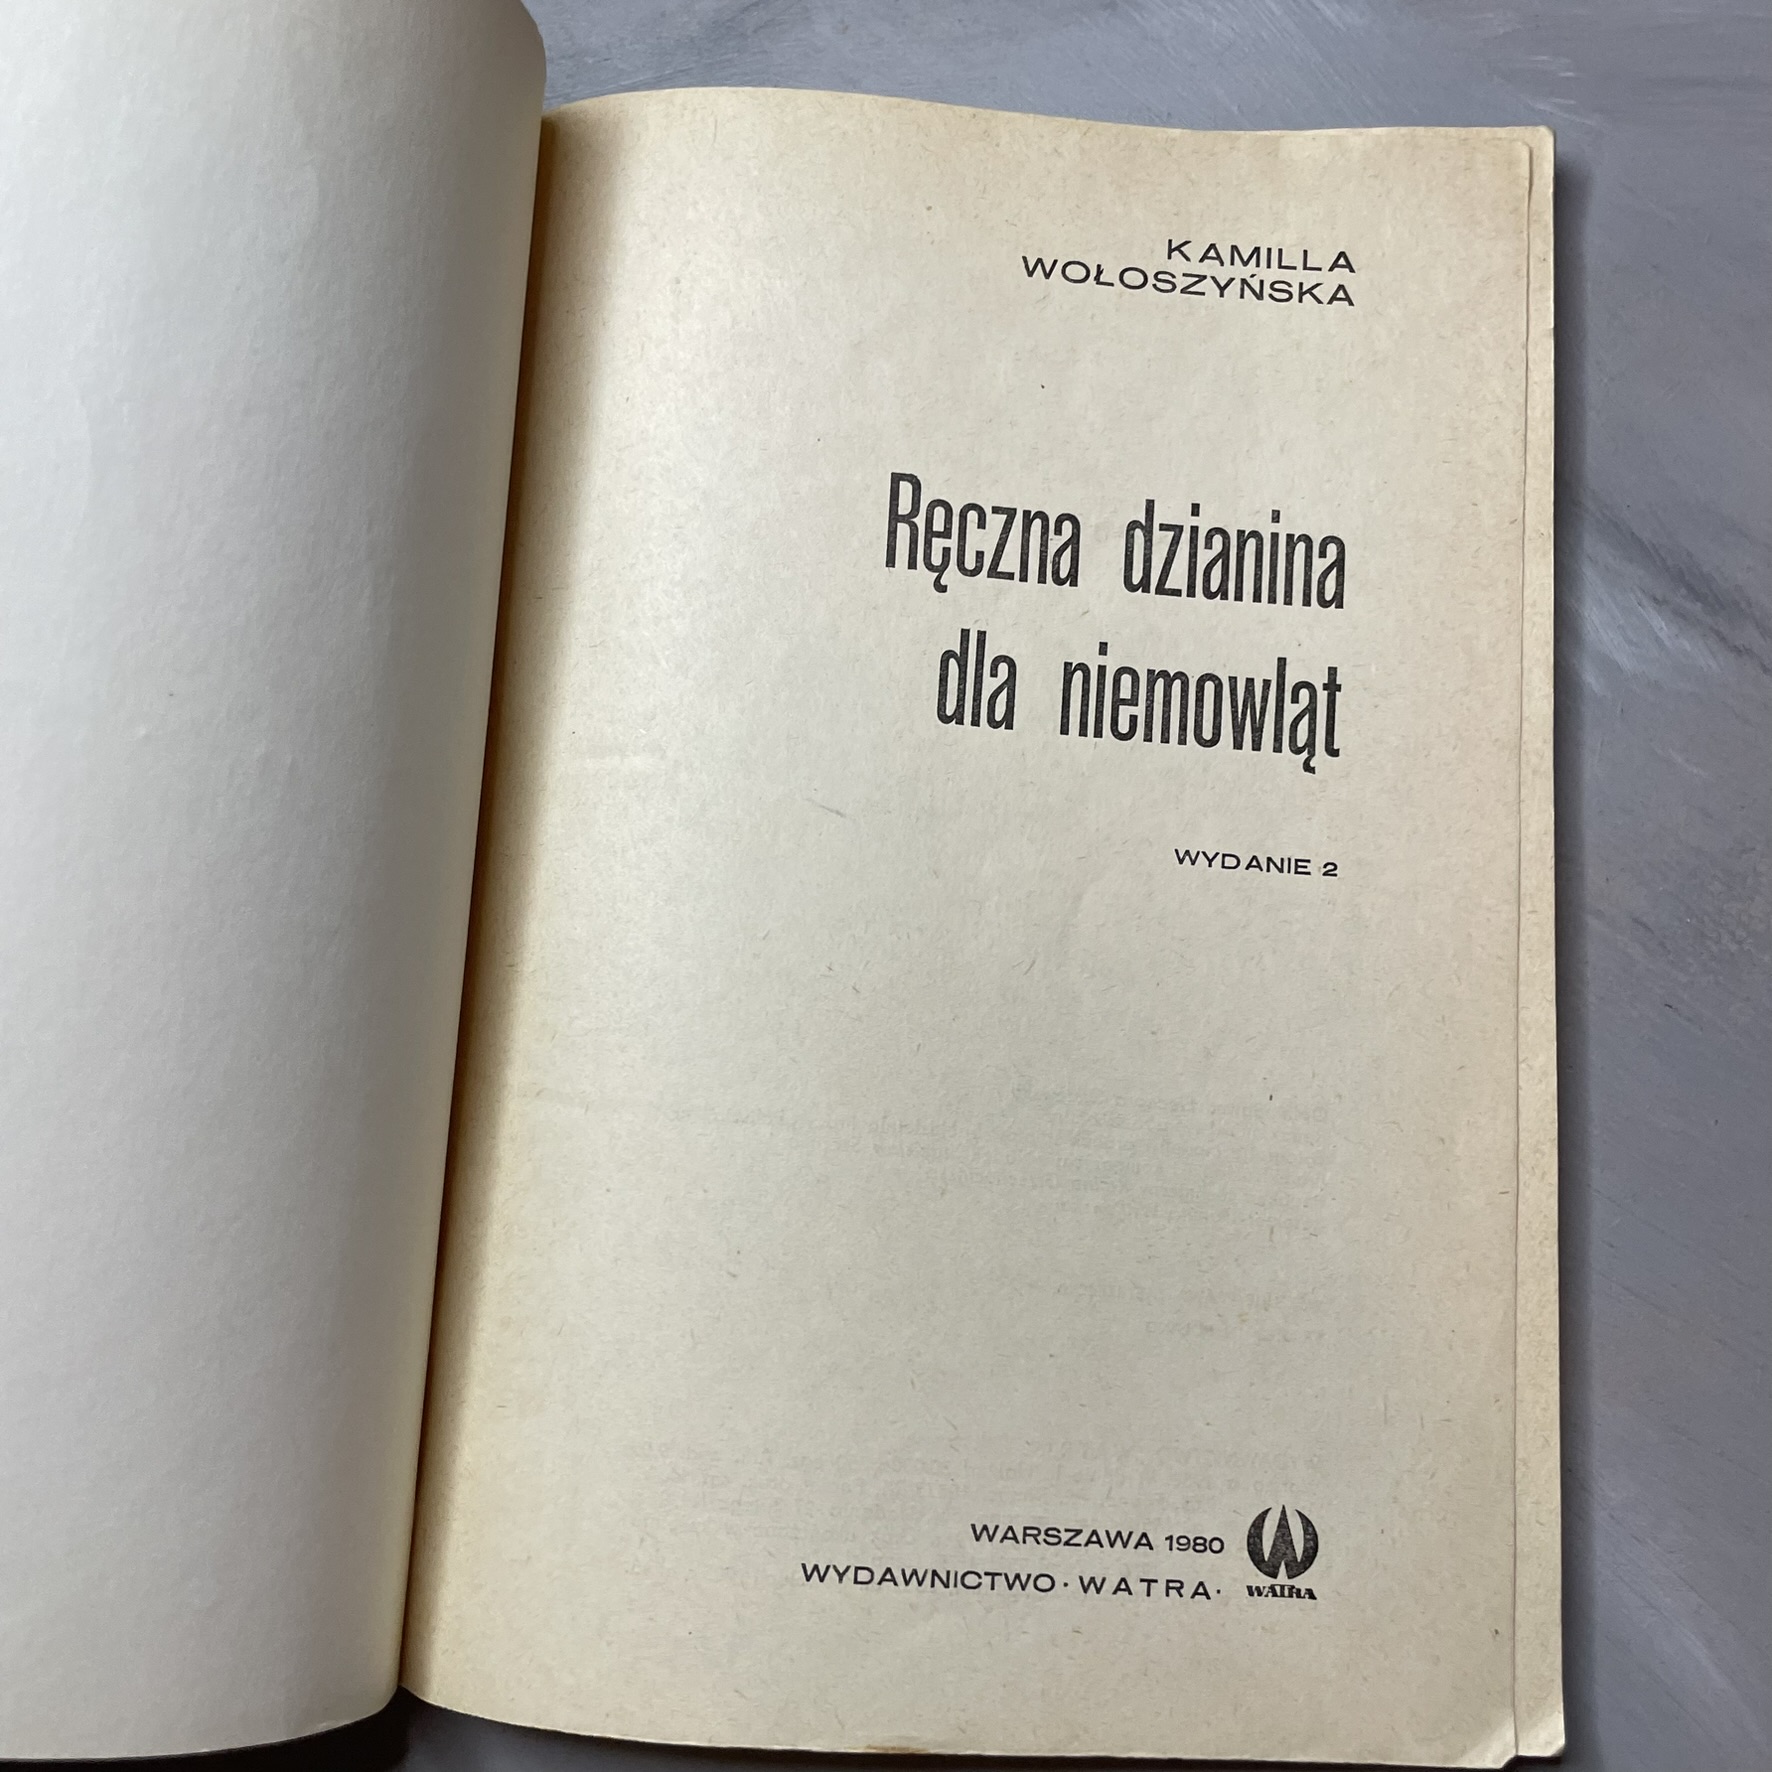 KAMILLA
WOŁOSZYŃSKA
Ręczna dzianina
dla niemowląt
WYDANIE 2
WARSZAWA 1980
WYDAWNICTWO · WATRA ·
WATRA